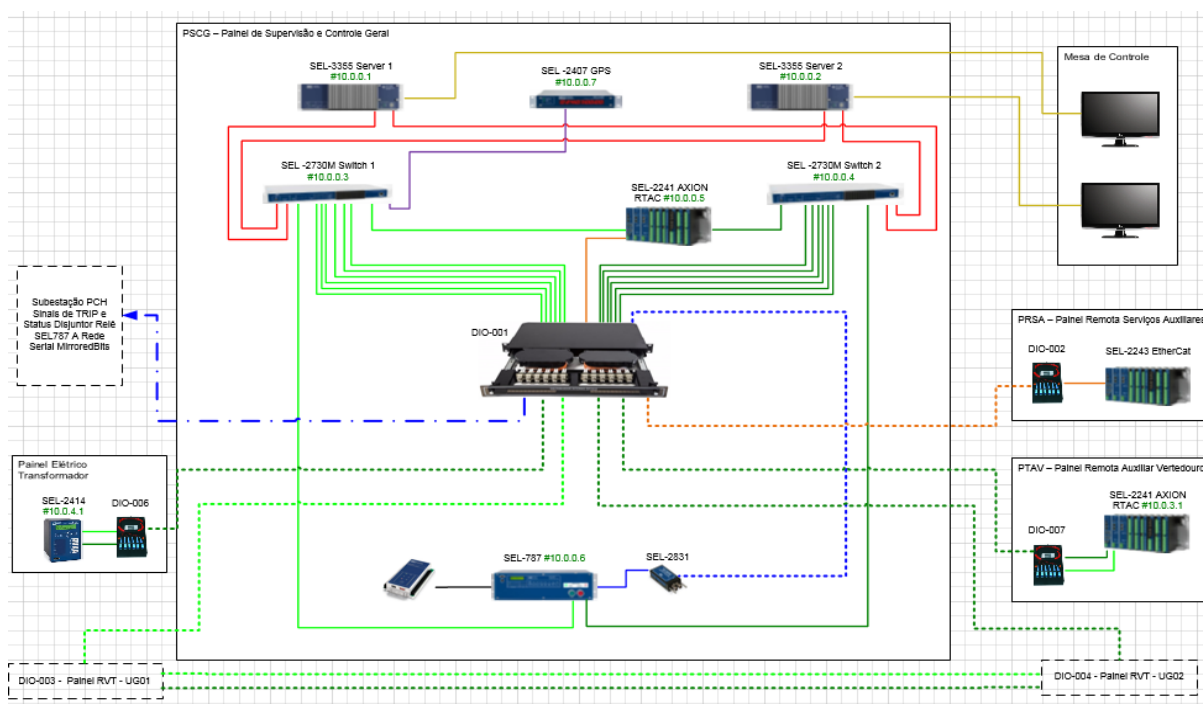 PSCG – Painel de Supervisão e Controle Geral
SEL-3355 Server 1
#10.0.0.1
SEL -2407 GPS
#10.0.0.7
SEL-3355 Server 2
#10.0.0.2
Mesa de Controle
SEL -2730M Switch 1
#10.0.0.3
SEL -2730M Switch 2
#10.0.0.4
SEL-2241 AXION
RTAC #10.0.0.5
Subestação PCH
Sinais de TRIP e
Status Disjuntor Relé
SEL787 A Rede
Serial MirroredBits
DIO-001
PRSA – Painel Remota Serviços Auxiliares
DIO-002
SEL-2243 EtherCat
Painel Elétrico
Transformador
SEL-2414
#10.0.4.1
DIO-006
PTAV – Painel Remota Auxiliar Vertedouro
SEL-2241 AXION
RTAC #10.0.3.1
DIO-007
SEL-787 #10.0.0.6
SEL-2831
DIO-003 - Painel RVT - UG01
DIO-004 - Painel RVT - UG02